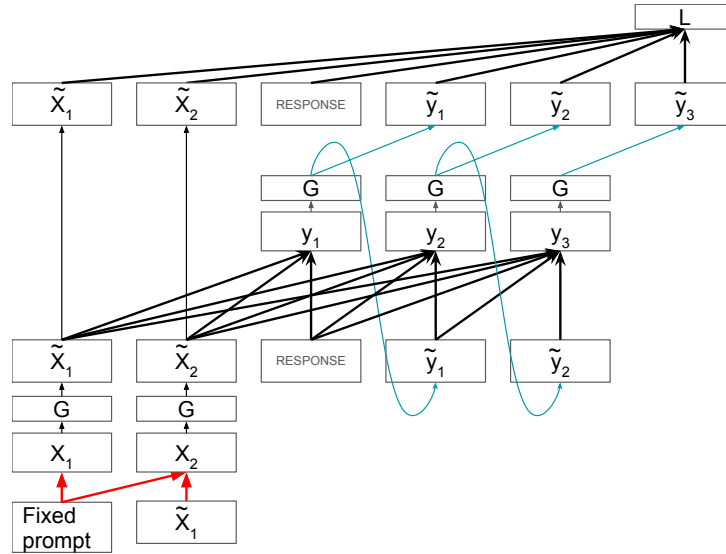 L
X̃₁ X̃₂ RESPONSE ỹ₁ ỹ₂ ỹ₃
G G G
y₁ y₂ y₃
X̃₁ X̃₂ RESPONSE ỹ₁ ỹ₂
G G
X₁ X₂
Fixed prompt X̃₁